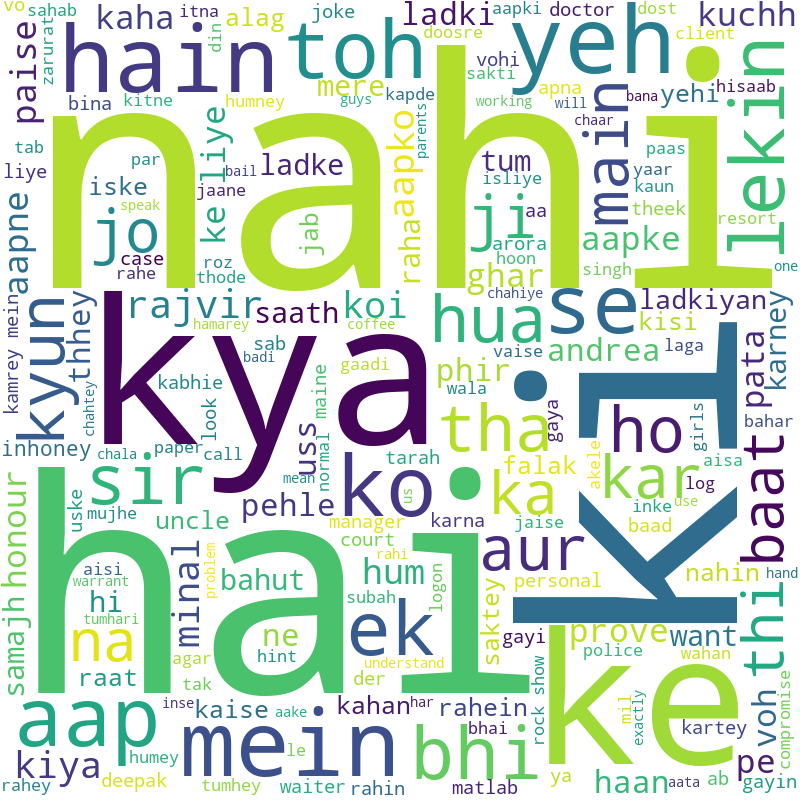 vo
sahab
itna
kaha
alag
joke
ladki
aapki
doctor
dost
kuchh
paise
zarurat
din
hain
toh
mere
doosre
vohi
sakti
yeh
client
bina
kitne
humney
guys
kapde
apna
working
will
bana
yehi
hisaab
chaar
lekin
nahi
tab
liye
par
bail
ke liye
ladke
aapko
parents
tum
main
paas
yaar
kaun
iske
jaane
speak
isliye
theek
aapne
jo
jab
raha
ji
aa
arora
hoon
aapke
resort
case
rahe
roz
thode
ghar
singh
one
kyun
thhey
rajvir
saath
koi
hua
chahiye
se
ladkiyan
kamrey mein
hamarey
coffee
kisi
karney
kya
sab
badi
gaadi
vaise
laga
andrea
pata
kabhie
maine
phir
wala
chahtey
look
uss
tha
gaya
ki
ho
girls
bahar
inhoney
chala
paper
call
normal
tarah
falak
akele
aisa
sir
mean
ko
us
ka
kar
log
use
baat
samajh
honour
uske
mujhe
uncle
pehle
manager
karna
jaise
inke
baad
court
rahi
aur
aisi
warrant
problem
minal
bahut
hum
logon
personal
nahin
hand
hai
hi
tumhari
subah
ek
saktey
gayi
prove
want
thi
na
ne
police
wahan
raat
agar
hint
understand
tak
der
ke
voh
compromise
aap
inse
kahan
har
rahein
rock show
mil
exactly
kartey
kaise
aake
mein
bhi
bhai
humey
le
pe
kiya
rahey
deepak
tumhey
waiter
rahin
matlab
ya
haan
aata
ab
gayin